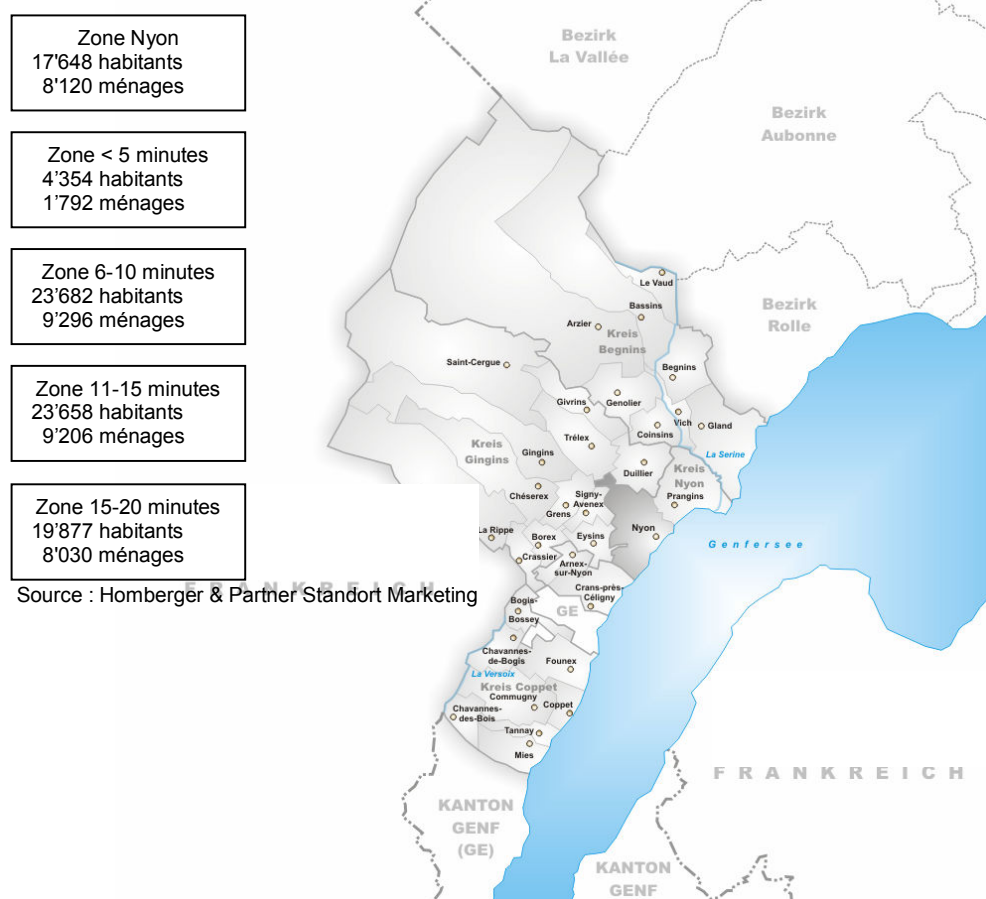 Zone Nyon
17'648 habitants
8'120 ménages
Zone < 5 minutes
4'354 habitants
1'792 ménages
Zone 6-10 minutes
23'682 habitants
9'296 ménages
Zone 11-15 minutes
23'658 habitants
9'206 ménages
Zone 15-20 minutes
19'877 habitants
8'030 ménages
Source : Homberger & Partner Standort Marketing
Bezirk
La Vallée
Bezirk
Aubonne
Bezirk
Rolle
Le Vaud
Bassins
Arzier
Kreis
Begnins
Saint-Cergue
Begnins
Genolier
Givrins
Vich
Gland
Coinsins
Trélex
La Serine
Kreis
Gingins
Gingins
Duillier
Kreis
Nyon
Chéserex
Signy-
Avenex
Grens
Prangins
La Rippe
Borex
Eysins
Nyon
Genfersee
Crassier
Arnex-
sur-Nyon
FRANKREICH
Crans-près-
Céligny
Bogis-
Bossey
GE
Chavannes-
de-Bogis
Founex
La Versoix
Kreis Coppet
Commugny
Coppet
Chavannes-
des-Bois
Tannay
Mies
FRANKREICH
KANTON
GENF
(GE)
KANTON
GENF